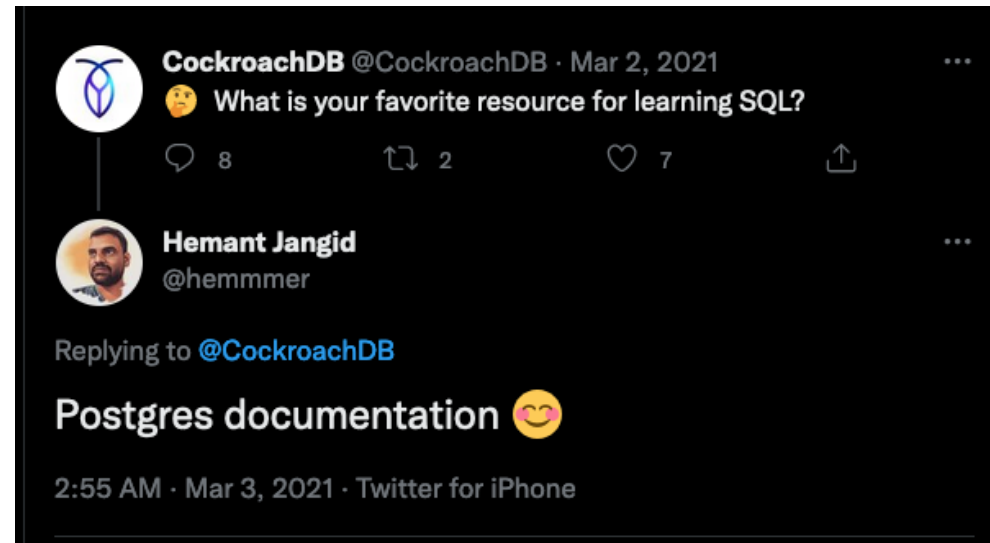 CockroachDB @CockroachDB · Mar 2, 2021
🤔 What is your favorite resource for learning SQL?
8 2 7
Hemant Jangid
@hemmmer
Replying to @CockroachDB
Postgres documentation 😊
2:55 AM · Mar 3, 2021 · Twitter for iPhone